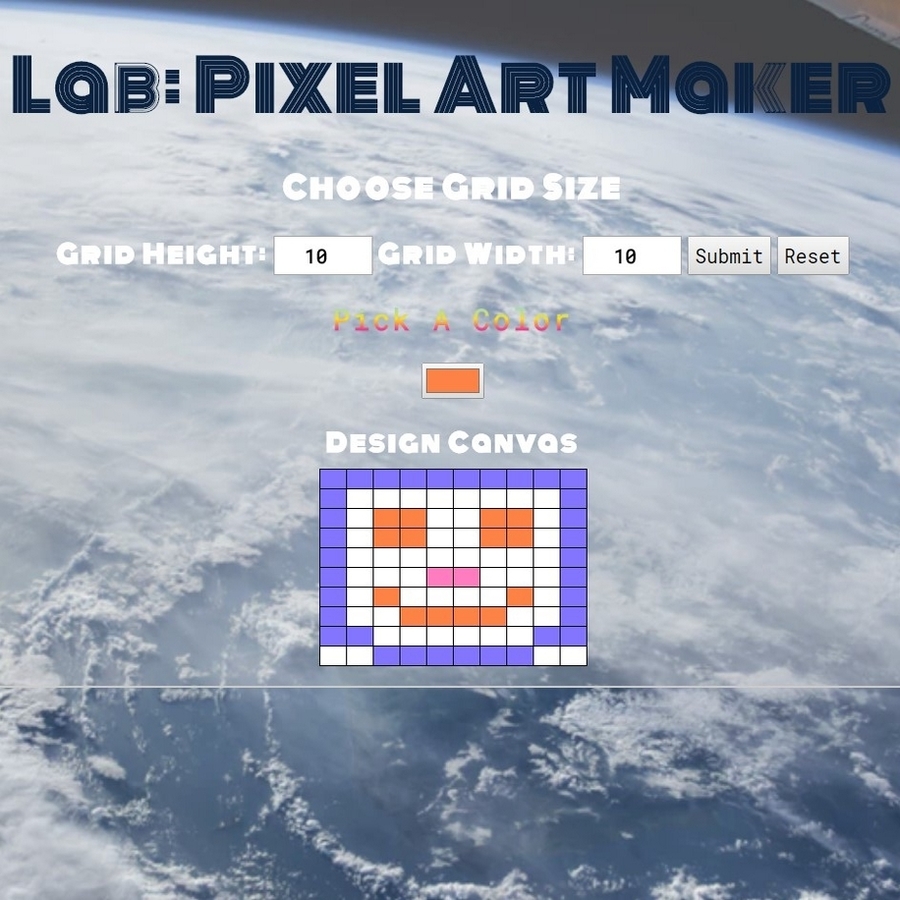 Lab: Pixel Art Maker
Choose Grid Size
Grid Height: 10 Grid Width: 10 Submit Reset
Pick A Color
Design Canvas